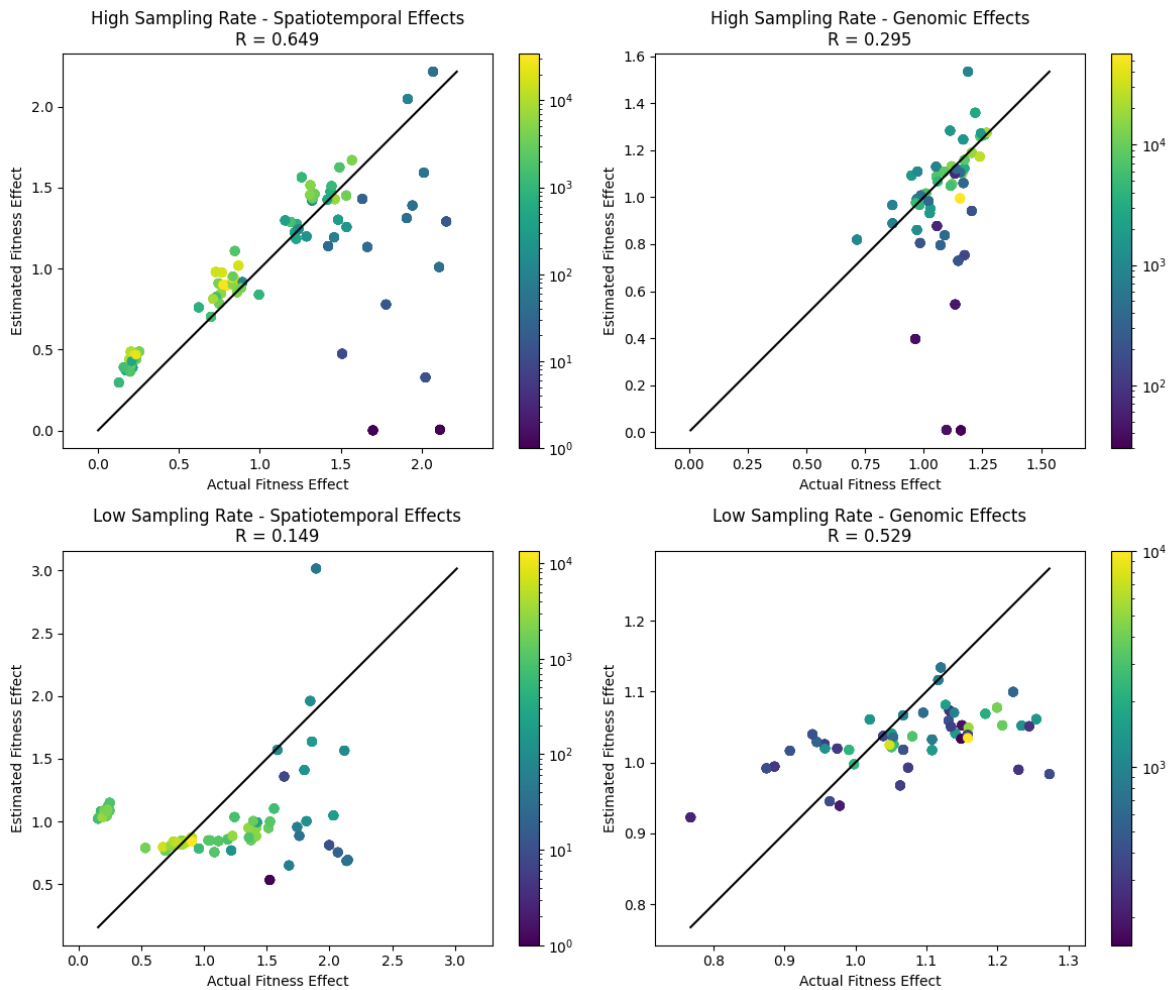 High Sampling Rate - Spatiotemporal Effects
R = 0.649
2.0
1.5
1.0
0.5
0.0
Estimated Fitness Effect
0.0 0.5 1.0 1.5 2.0
Actual Fitness Effect
10^4
10^3
10^2
10^1
10^0
High Sampling Rate - Genomic Effects
R = 0.295
1.6
1.4
1.2
1.0
0.8
0.6
0.4
0.2
0.0
Estimated Fitness Effect
0.00 0.25 0.50 0.75 1.00 1.25 1.50
Actual Fitness Effect
10^4
10^3
10^2
Low Sampling Rate - Spatiotemporal Effects
R = 0.149
3.0
2.5
2.0
1.5
1.0
0.5
Estimated Fitness Effect
0.0 0.5 1.0 1.5 2.0 2.5 3.0
Actual Fitness Effect
10^4
10^3
10^2
10^1
10^0
Low Sampling Rate - Genomic Effects
R = 0.529
1.2
1.1
1.0
0.9
0.8
Estimated Fitness Effect
0.8 0.9 1.0 1.1 1.2 1.3
Actual Fitness Effect
10^4
10^3